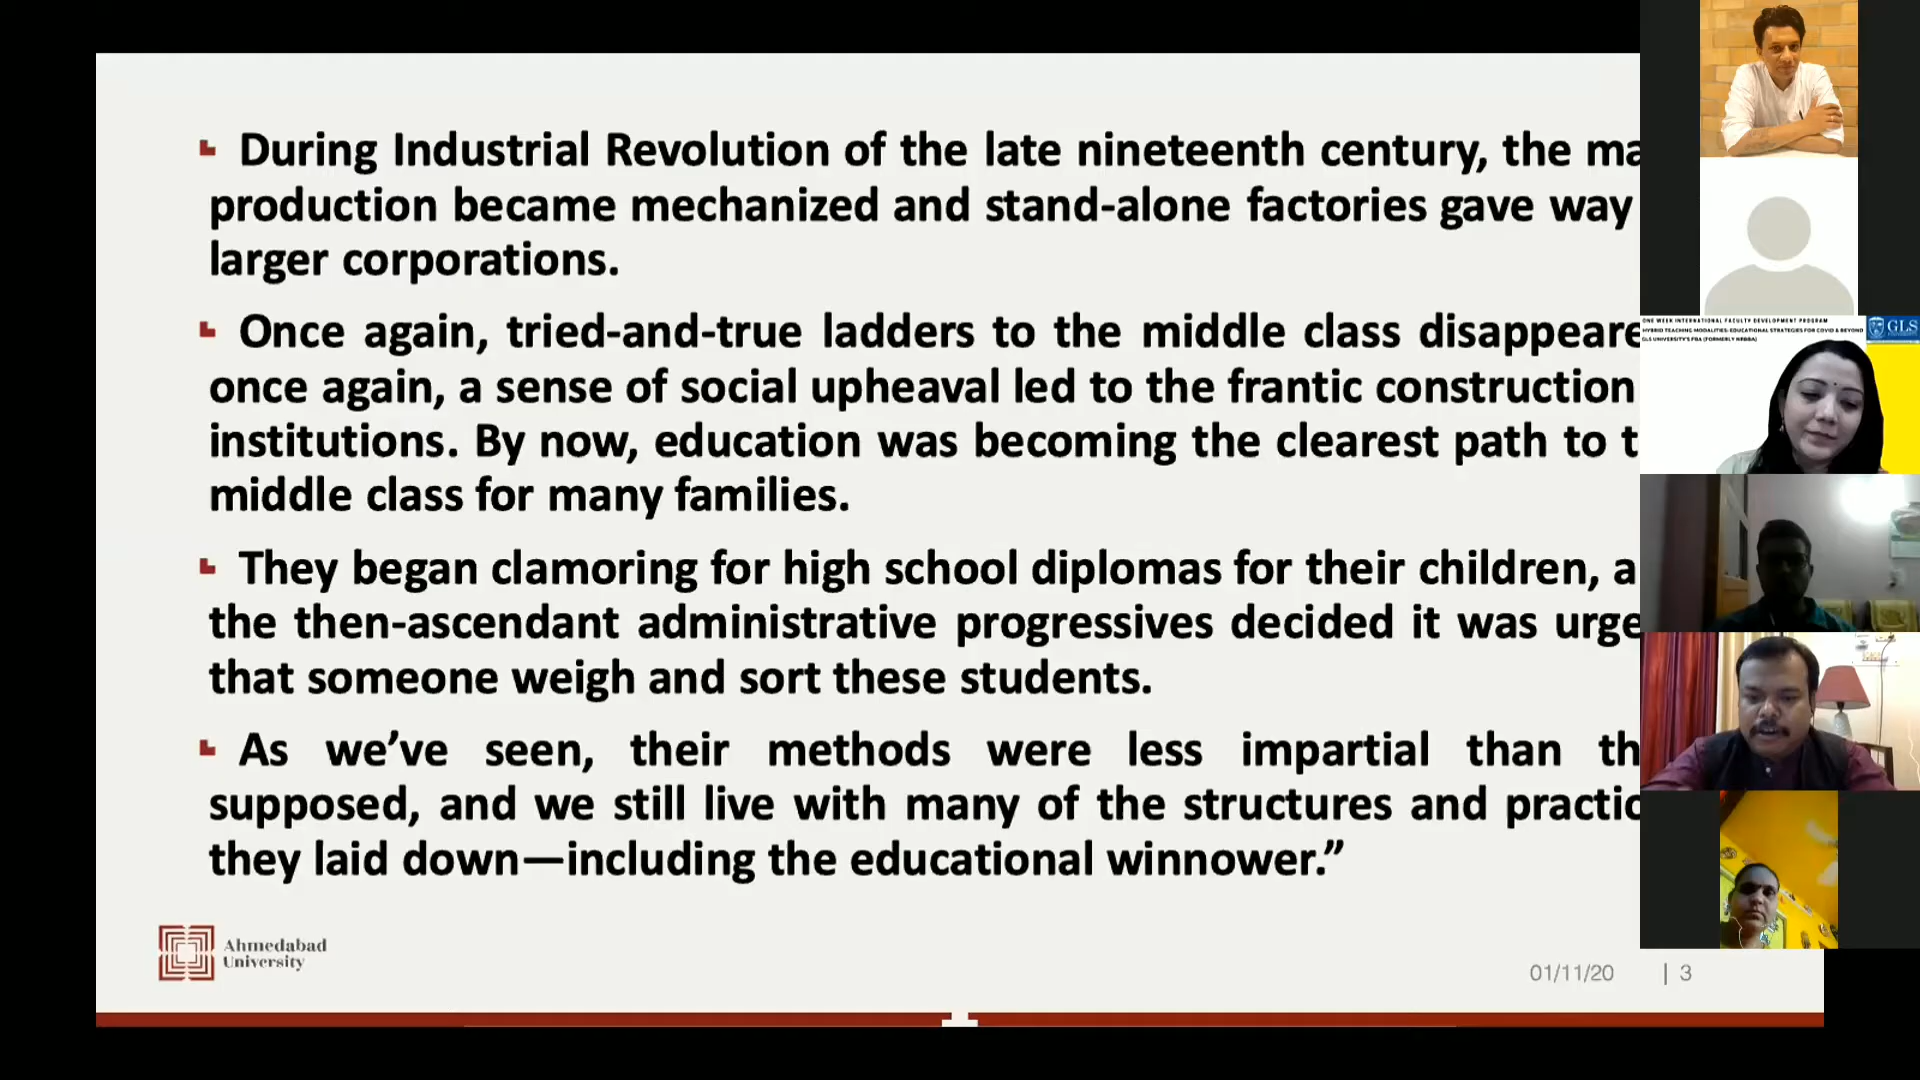 During Industrial Revolution of the late nineteenth century, the
production became mechanized and stand-alone factories gave way
larger corporations.
Once again, tried-and-true ladders to the middle class
once again, a sense of social upheaval led to the frantic construction
institutions. By now, education was becoming the clearest path to
middle class for many families.
They began clamoring for high school diplomas for their children,
the then-ascendant administrative progressives decided it was
that someone weigh and sort these students.
As we’ve seen, their methods were less impartial than
supposed, and we still live with many of the structures and
they laid down—including the educational winnower.”
Ahmedabad
University
01/11/20 | 3
ONE WEEK INTERNATIONAL FACULTY DEVELOPMENT PROGRAM
HYBRID TEACHING MODALITIES: EDUCATIONAL STRATEGIES FOR COVID & BEYOND
GLS UNIVERSITY'S FBA (FORMERLY NRBBA)
GLS